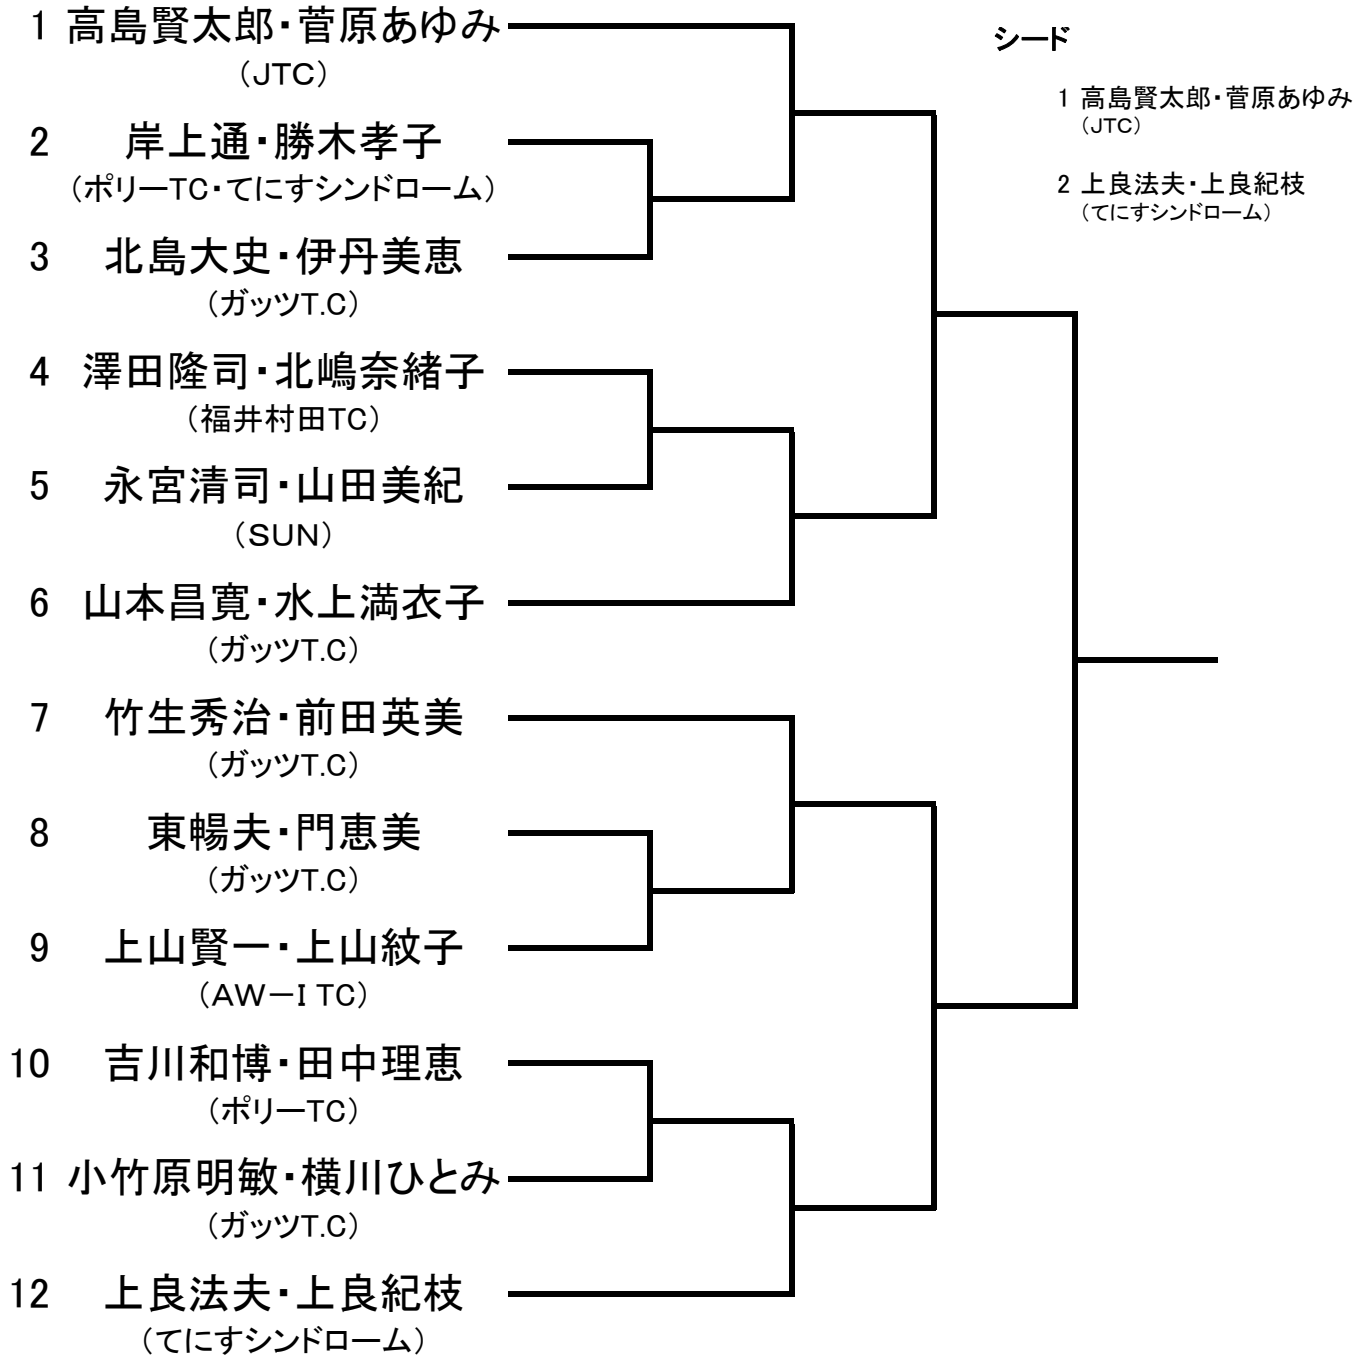 1 高島賢太郎・菅原あゆみ
（JTC）
2 岸上通・勝木孝子
（ポリーTC・てにすシンドローム）
3 北島大史・伊丹美恵
（ガッツT.C）
4 澤田隆司・北嶋奈緒子
（福井村田TC）
5 永宮清司・山田美紀
（SUN）
6 山本昌寛・水上満衣子
（ガッツT.C）
7 竹生秀治・前田英美
（ガッツT.C）
8 東暢夫・門恵美
（ガッツT.C）
9 上山賢一・上山紋子
（AW－I TC）
10 吉川和博・田中理恵
（ポリーTC）
11 小竹原明敏・横川ひとみ
（ガッツT.C）
12 上良法夫・上良紀枝
（てにすシンドローム）
シード
1 高島賢太郎・菅原あゆみ
（JTC）
2 上良法夫・上良紀枝
（てにすシンドローム）